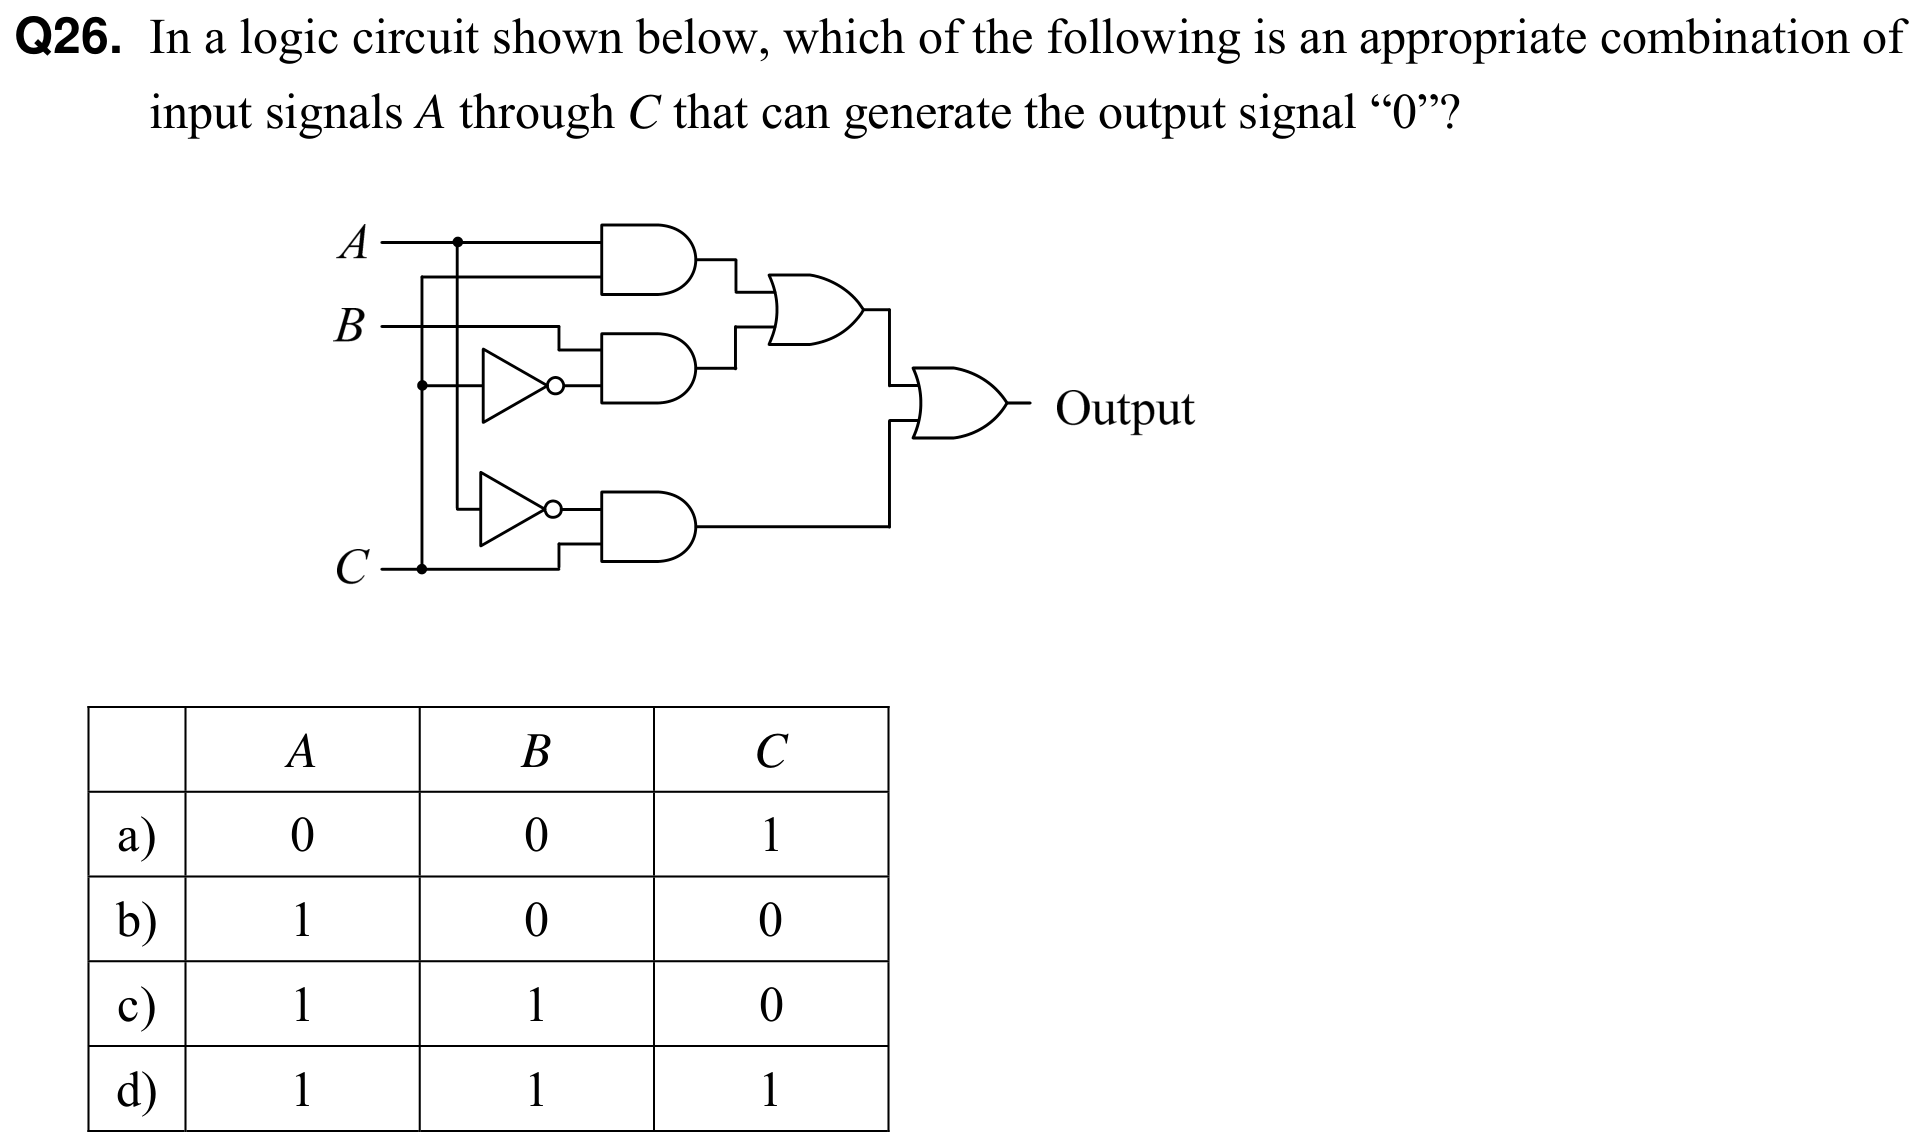 Q26. In a logic circuit shown below, which of the following is an appropriate combination of
input signals A through C that can generate the output signal “0”?
A
B
Output
C
A B C
a) 0 0 1
b) 1 0 0
c) 1 1 0
d) 1 1 1